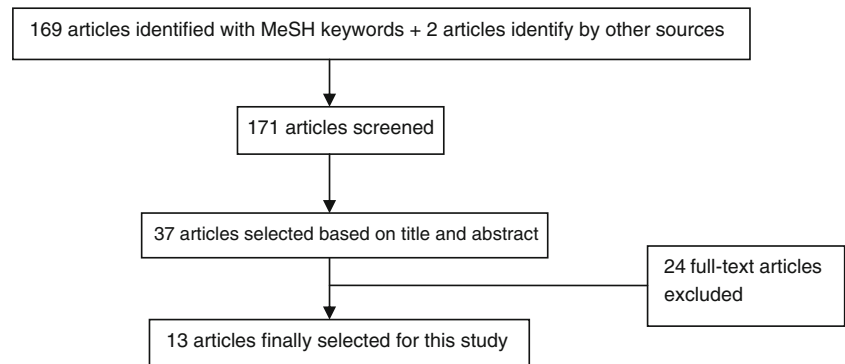 169 articles identified with MeSH keywords + 2 articles identify by other sources
171 articles screened
37 articles selected based on title and abstract
24 full-text articles
excluded
13 articles finally selected for this study